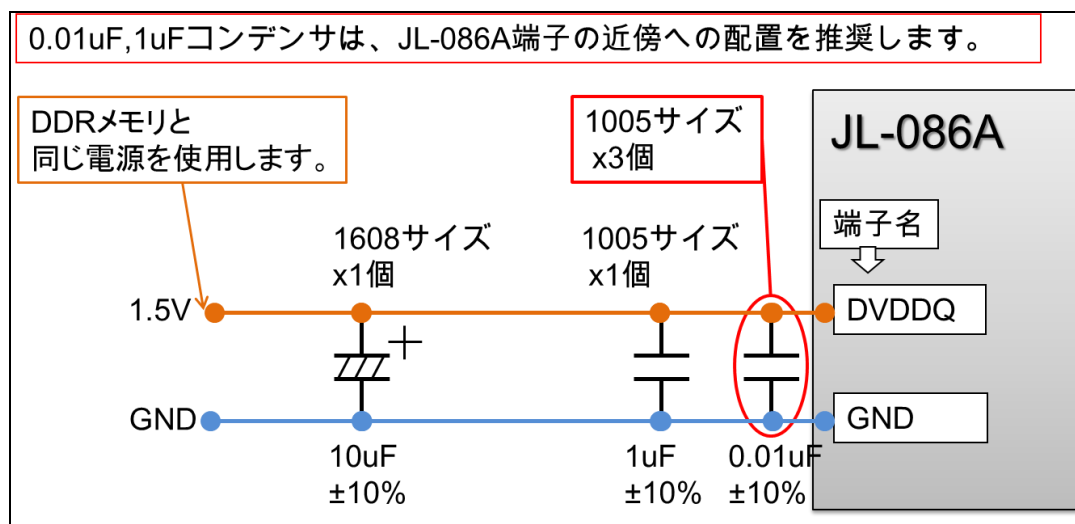 0.01uF,1uFコンデンサは、JL-086A端子の近傍への配置を推奨します。
DDRメモリと
同じ電源を使用します。
1005サイズ
x3個
JL-086A
端子名
1608サイズ
x1個
1005サイズ
x1個
1.5V
DVDDQ
GND
GND
10uF
±10%
1uF
±10%
0.01uF
±10%